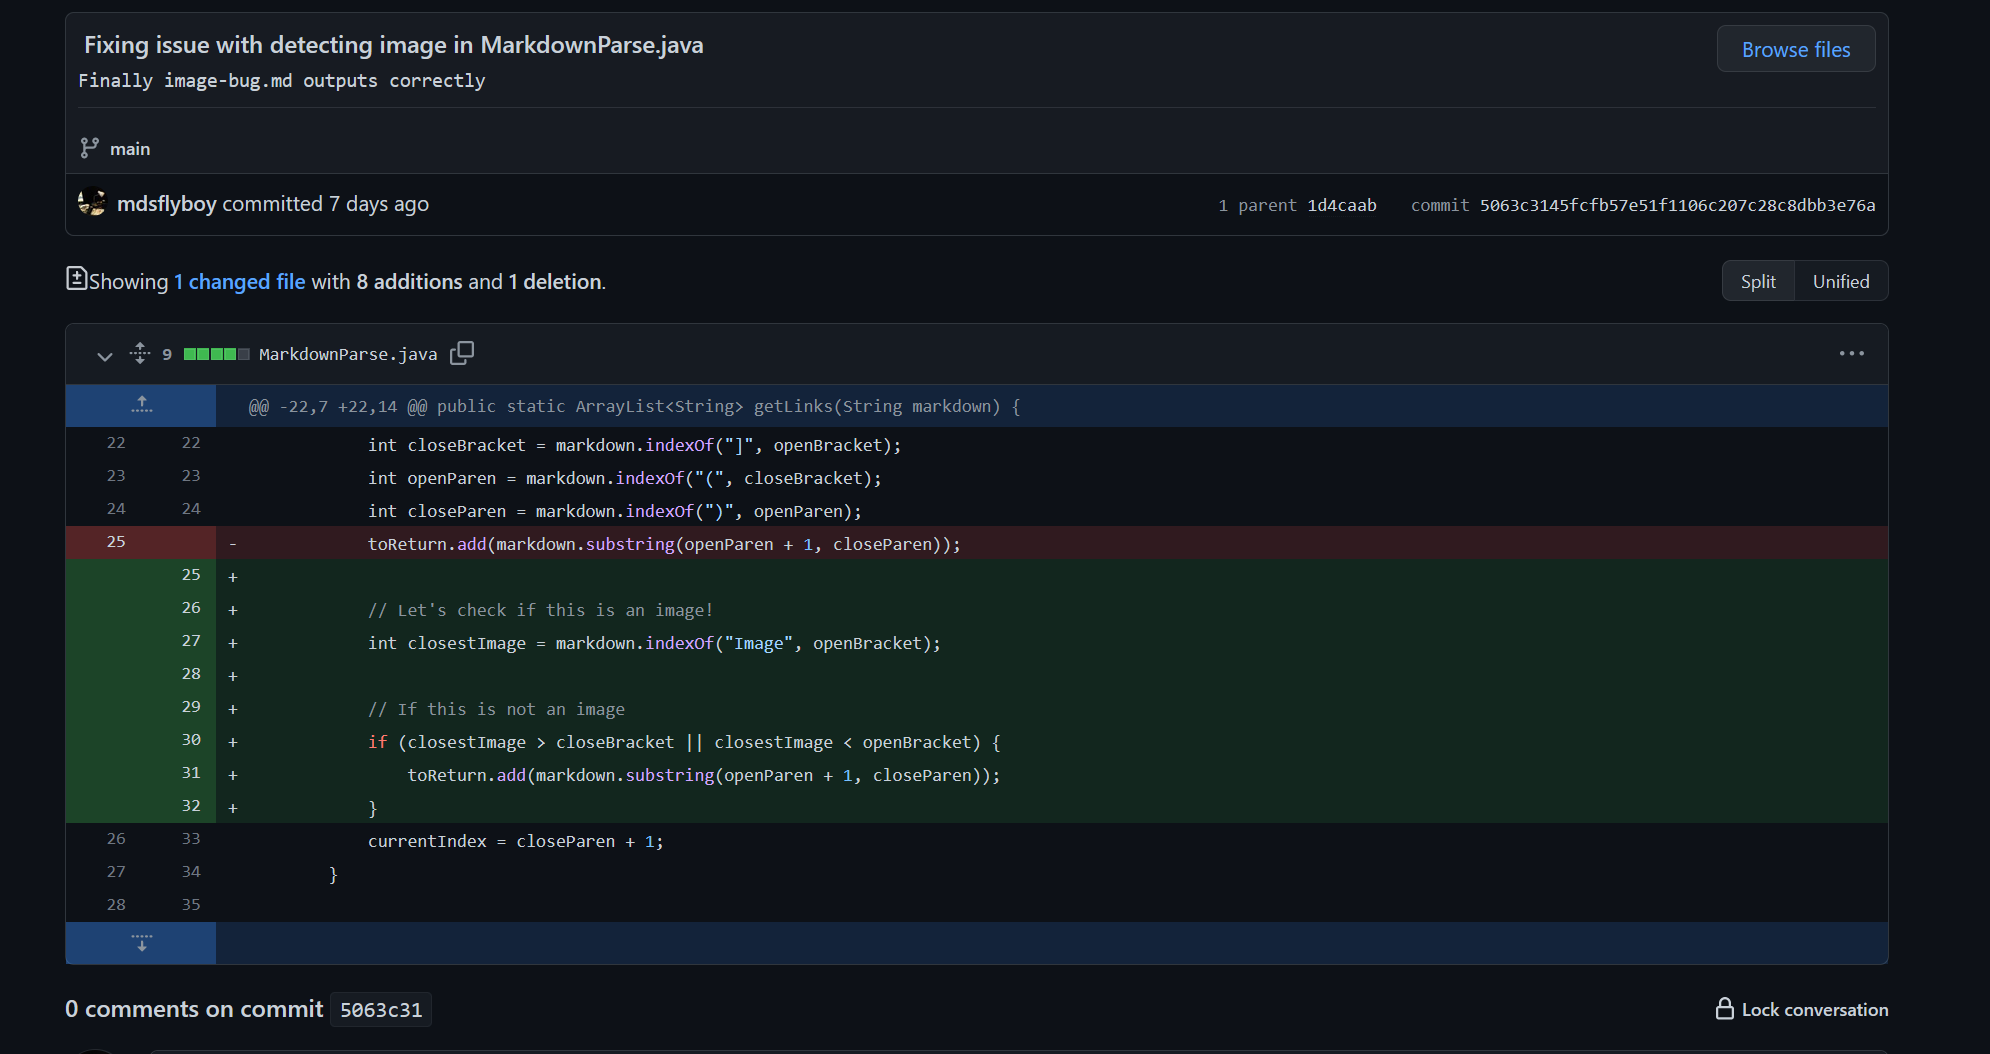 Fixing issue with detecting image in MarkdownParse.java
Browse files
Finally image-bug.md outputs correctly
main
mdsflyboy committed 7 days ago
1 parent 1d4caab commit 5063c3145fcfb57e51f1106c207c28c8dbb3e76a
Showing 1 changed file with 8 additions and 1 deletion.
Split Unified
9 MarkdownParse.java
@@ -22,7 +22,14 @@ public static ArrayList<String> getLinks(String markdown) {
22 22 int closeBracket = markdown.indexOf("]", openBracket);
23 23 int openParen = markdown.indexOf("(", closeBracket);
24 24 int closeParen = markdown.indexOf(")", openParen);
25 - toReturn.add(markdown.substring(openParen + 1, closeParen));
25 +
26 + // Let's check if this is an image!
27 + int closestImage = markdown.indexOf("Image", openBracket);
28 +
29 + // If this is not an image
30 + if (closestImage > closeBracket || closestImage < openBracket) {
31 + toReturn.add(markdown.substring(openParen + 1, closeParen));
32 + }
26 33 currentIndex = closeParen + 1;
27 34 }
28 35
0 comments on commit 5063c31
Lock conversation